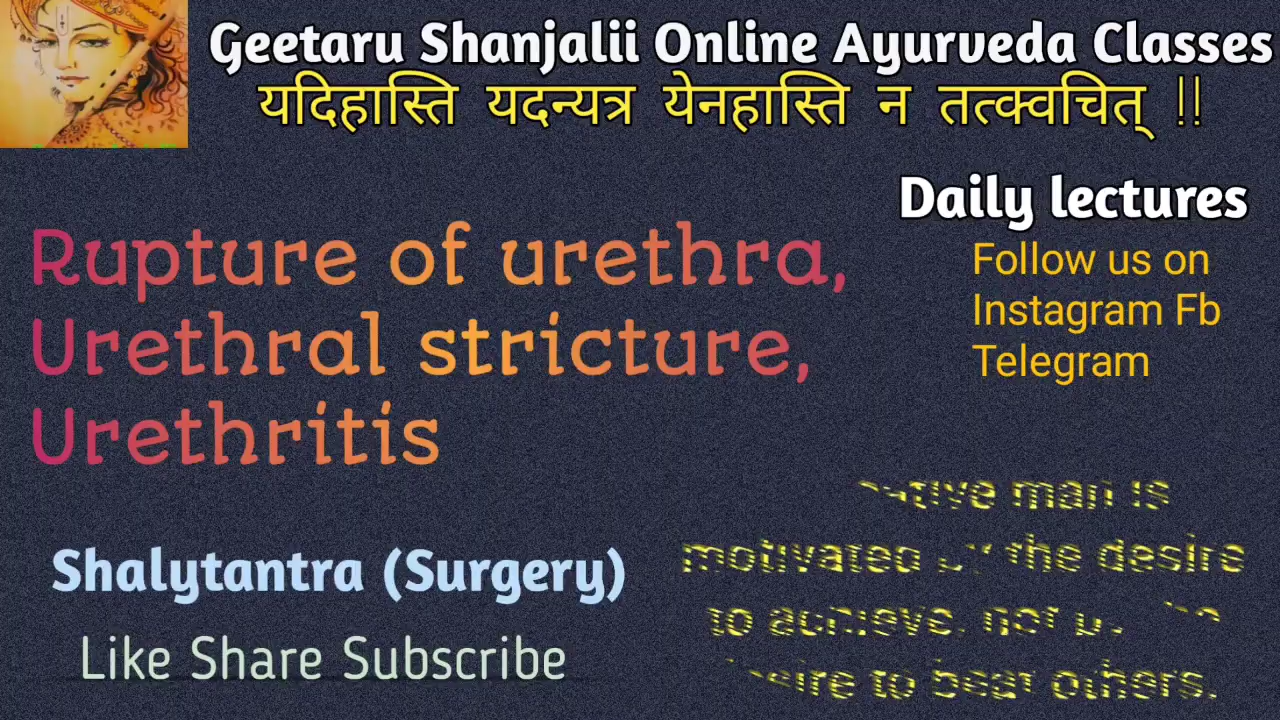 Geetaru Shanjalii Online Ayurveda Classes
यदिहास्ति यदन्यत्र येनहास्ति न तत्क्वचित् !!
Daily lectures
Follow us on
Instagram Fb
Telegram
Rupture of urethra,
Urethral stricture,
Urethritis
Shalytantra (Surgery)
Like Share Subscribe
man is
motivated the desire
to achieve, not
to beat others.